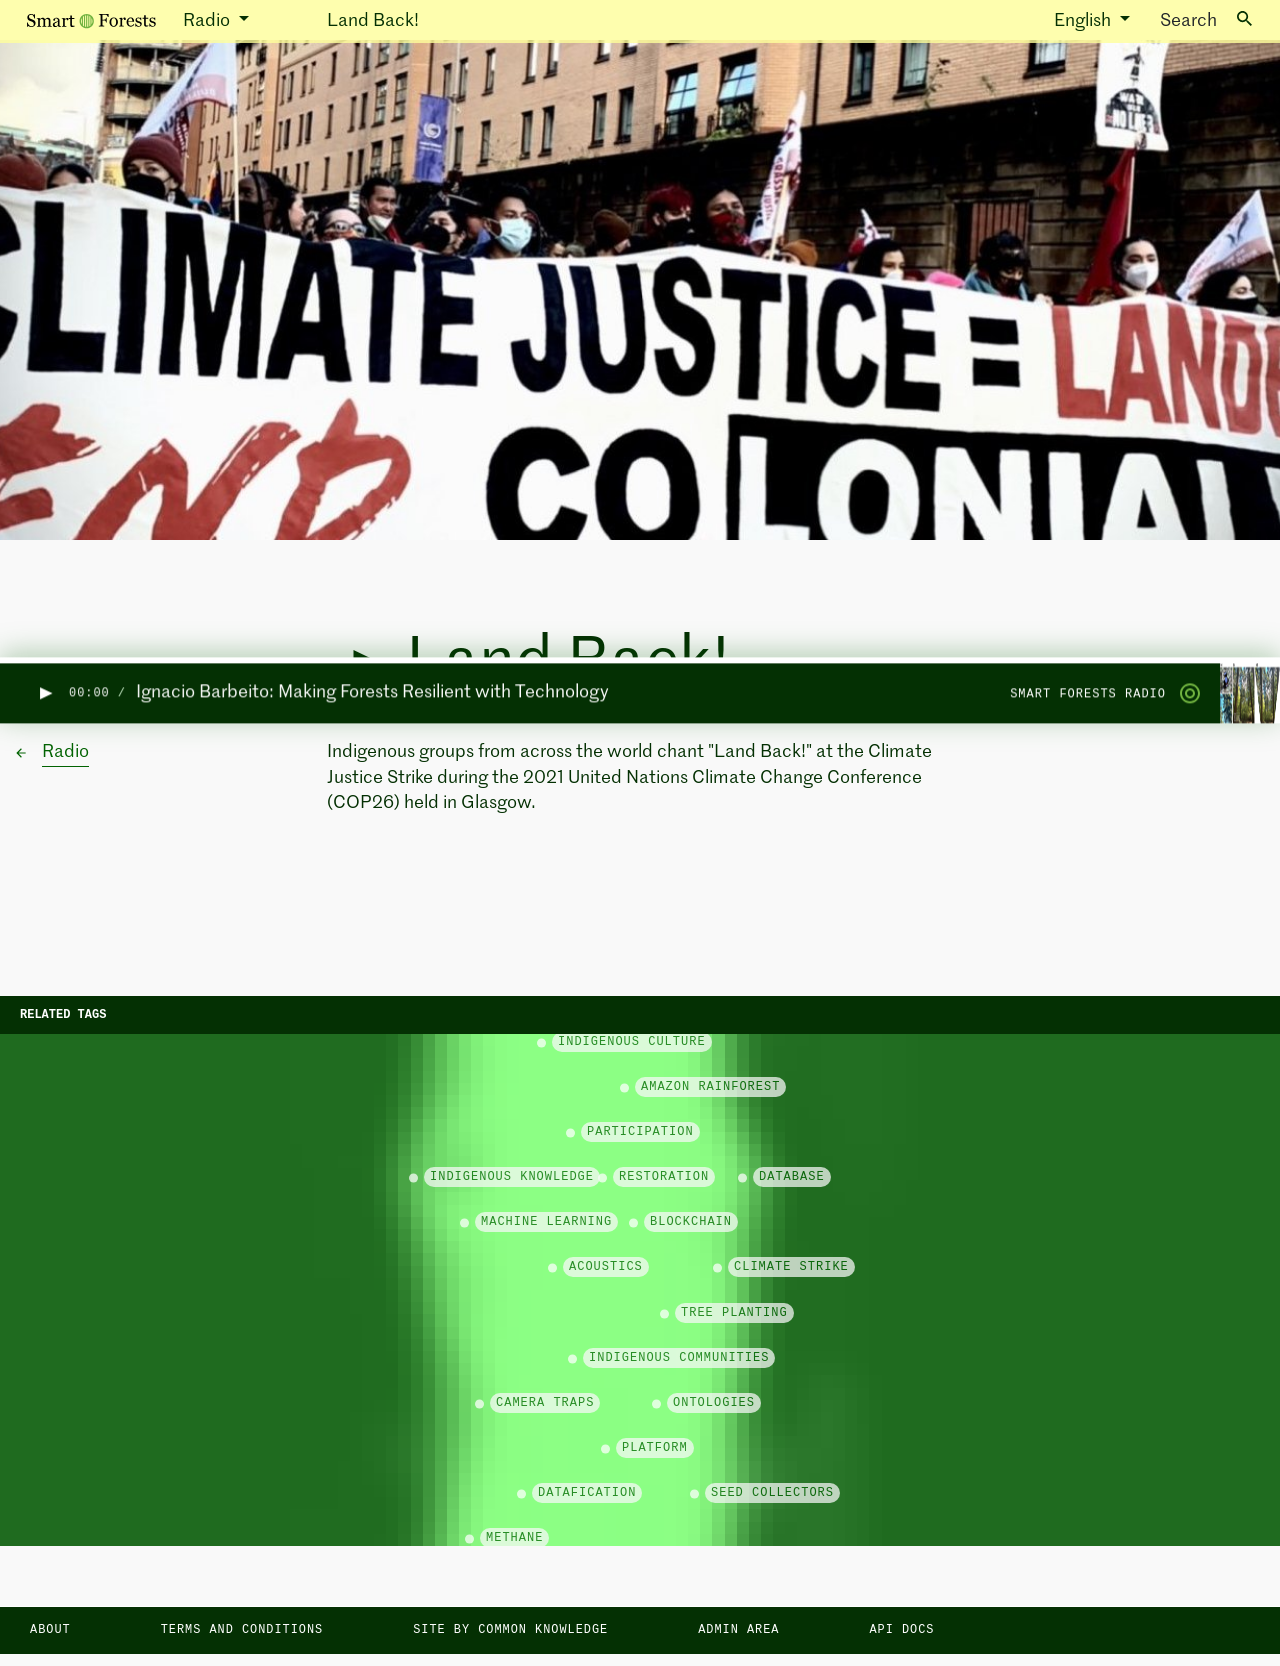 Smart Forests
Radio
Land Back!
English
Search
WAR
NO LIFE
CLIMATE JUSTICE =
END
COLONIAL
Land Back!
00:00 /
Ignacio Barbeito: Making Forests Resilient with Technology
SMART FORESTS RADIO
Radio
Indigenous groups from across the world chant "Land Back!" at the Climate
Justice Strike during the 2021 United Nations Climate Change Conference
(COP26) held in Glasgow.
RELATED TAGS
INDIGENOUS CULTURE
AMAZON RAINFOREST
PARTICIPATION
INDIGENOUS KNOWLEDGE
RESTORATION
DATABASE
MACHINE LEARNING
BLOCKCHAIN
ACOUSTICS
CLIMATE STRIKE
TREE PLANTING
INDIGENOUS COMMUNITIES
CAMERA TRAPS
ONTOLOGIES
PLATFORM
DATAFICATION
SEED COLLECTORS
METHANE
ABOUT
TERMS AND CONDITIONS
SITE BY COMMON KNOWLEDGE
ADMIN AREA
API DOCS